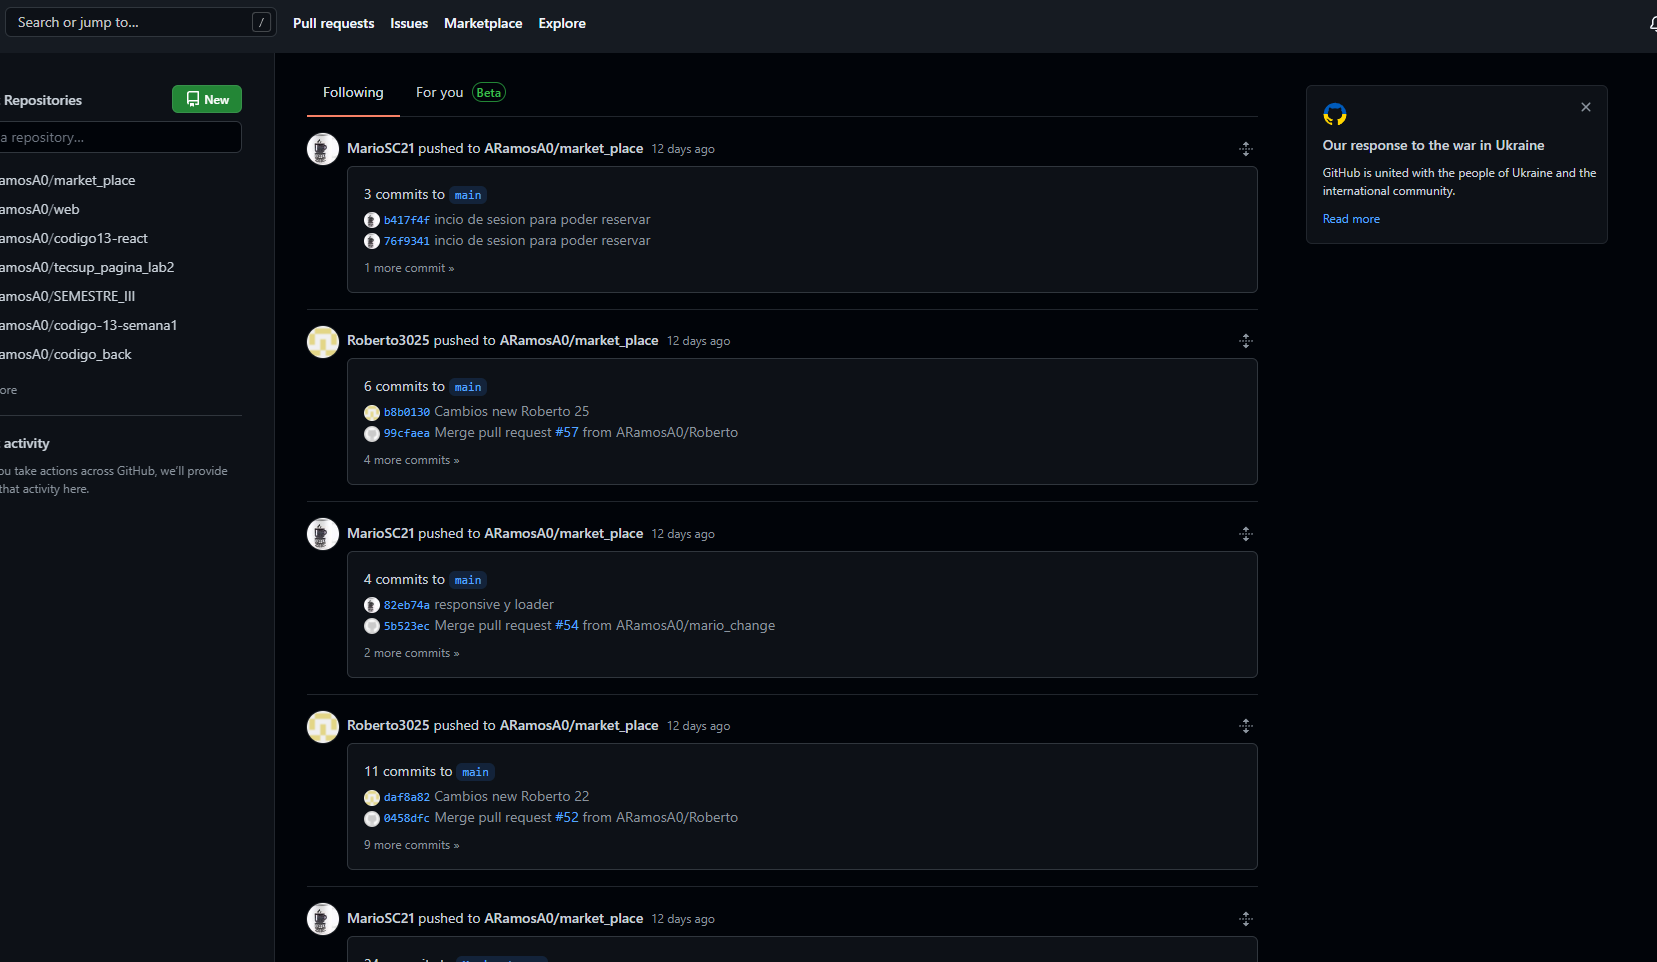 Search or jump to... /
Pull requests Issues Marketplace Explore
Repositories
New
a repository...
amosA0/market_place
amosA0/web
amosA0/codigo13-react
amosA0/tecsup_pagina_lab2
amosA0/SEMESTRE_III
amosA0/codigo-13-semana1
amosA0/codigo_back
ore
activity
ou take actions across GitHub, we'll provide
that activity here.
Following For you Beta
MarioSC21 pushed to ARamosA0/market_place 12 days ago
3 commits to main
b417f4f incio de sesion para poder reservar
76f9341 incio de sesion para poder reservar
1 more commit »
Roberto3025 pushed to ARamosA0/market_place 12 days ago
6 commits to main
b8b0130 Cambios new Roberto 25
99cfaea Merge pull request #57 from ARamosA0/Roberto
4 more commits »
MarioSC21 pushed to ARamosA0/market_place 12 days ago
4 commits to main
82eb74a responsive y loader
5b523ec Merge pull request #54 from ARamosA0/mario_change
2 more commits »
Roberto3025 pushed to ARamosA0/market_place 12 days ago
11 commits to main
daf8a82 Cambios new Roberto 22
0458dfc Merge pull request #52 from ARamosA0/Roberto
9 more commits »
MarioSC21 pushed to ARamosA0/market_place 12 days ago
Our response to the war in Ukraine
GitHub is united with the people of Ukraine and the
international community.
Read more